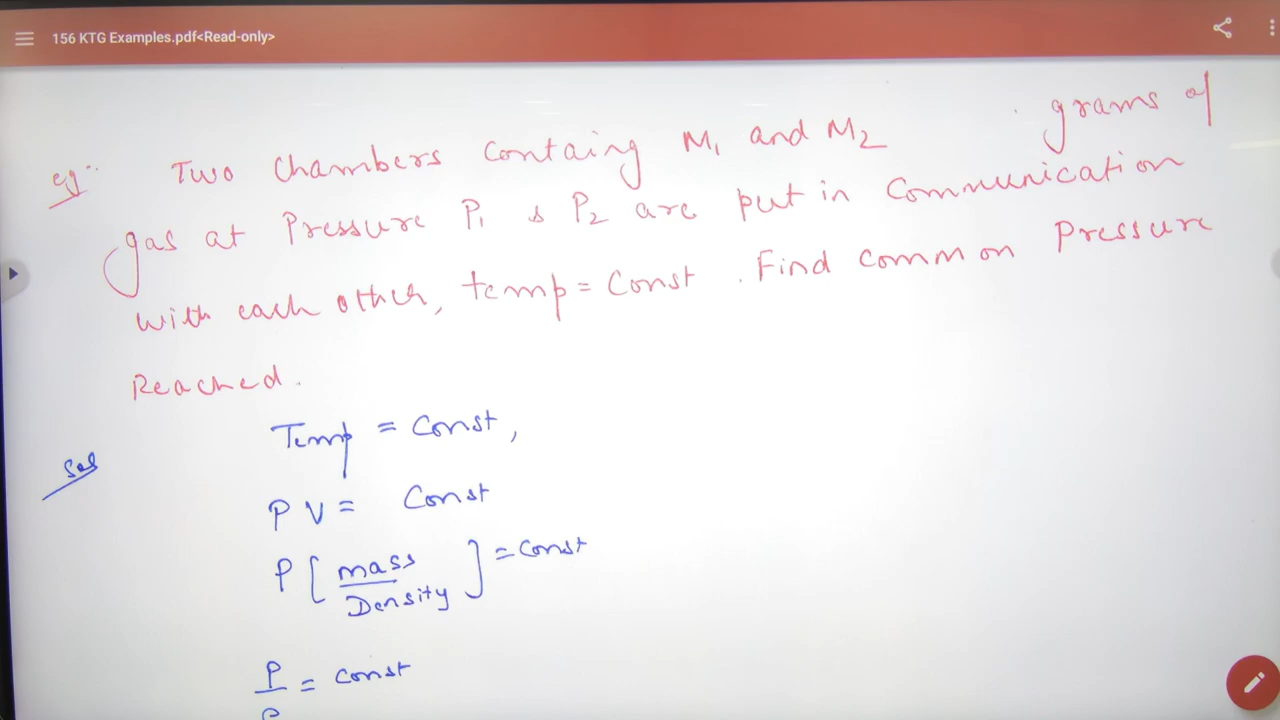 156 KTG Examples.pdf<Read-only>
eg:- Two Chambers Containg M₁ and M₂ grams of
gas at Pressure P₁ & P₂ are put in Communication
with each other, temp = Const. Find common Pressure
Reached.
Sol Temp = Const,
PV = Const
P [mass/Density] = Const
P/ρ = Const